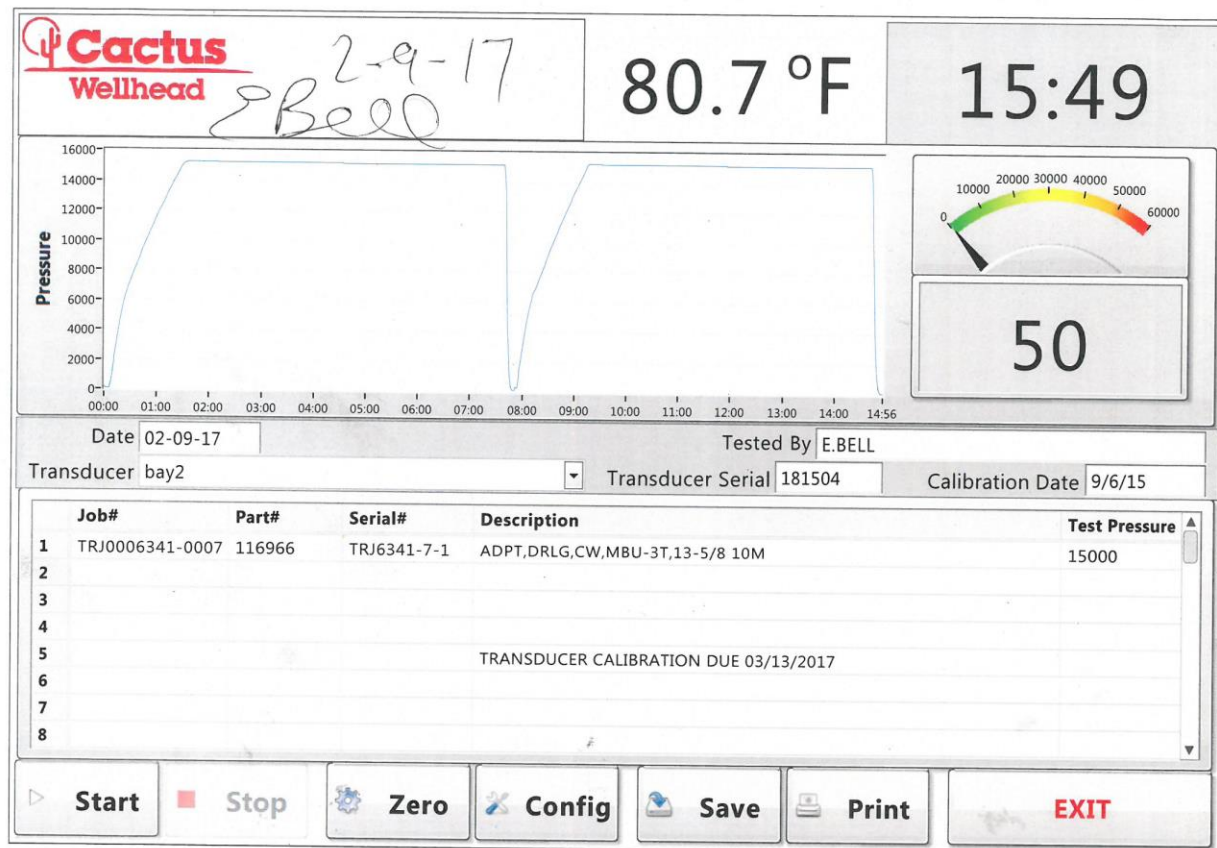 Cactus
Wellhead
2-9-17
EBell
80.7 °F
15:49
Pressure
16000
14000
12000
10000
8000
6000
4000
2000
0
00:00 01:00 02:00 03:00 04:00 05:00 06:00 07:00 08:00 09:00 10:00 11:00 12:00 13:00 14:00 14:56
0 10000 20000 30000 40000 50000 60000
50
Date 02-09-17
Tested By E.BELL
Transducer bay2
Transducer Serial 181504
Calibration Date 9/6/15
Job# Part# Serial# Description Test Pressure
1 TRJ0006341-0007 116966 TRJ6341-7-1 ADPT,DRLG,CW,MBU-3T,13-5/8 10M 15000
2
3
4
5 TRANSDUCER CALIBRATION DUE 03/13/2017
6
7
8
Start Stop Zero Config Save Print EXIT